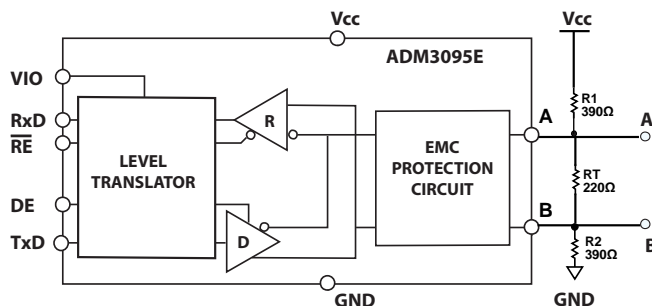 Vcc
Vcc
ADM3095E
VIO
R1
390Ω
RxD
R
A
A
RE
LEVEL
TRANSLATOR
EMC
PROTECTION
CIRCUIT
RT
220Ω
DE
B
B
TxD
D
R2
390Ω
GND
GND